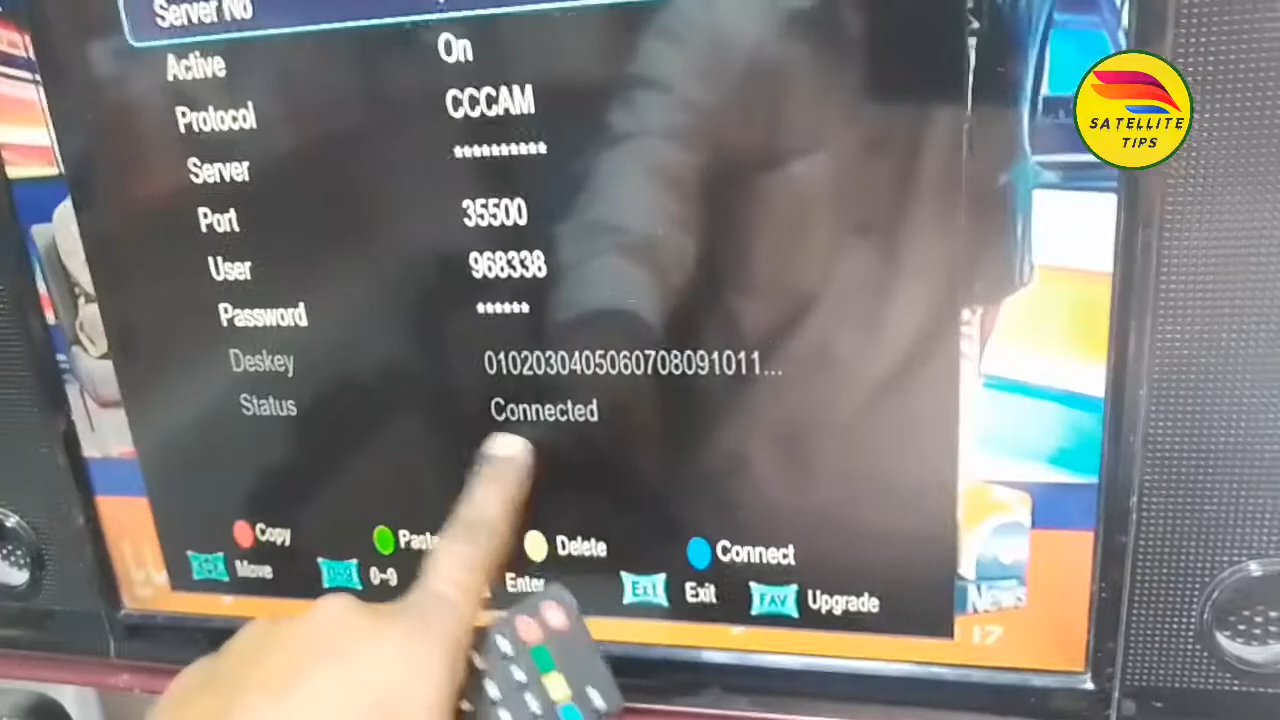 Server No
Active On
Protocol CCCAM
Server **********
Port 35500
User 968338
Password ******
Deskey 0102030405060708091011...
Status Connected
Copy Paste Delete Connect
Move 0~9 Enter Exit Exit FAV Upgrade
News
17
SATELLITE
TIPS